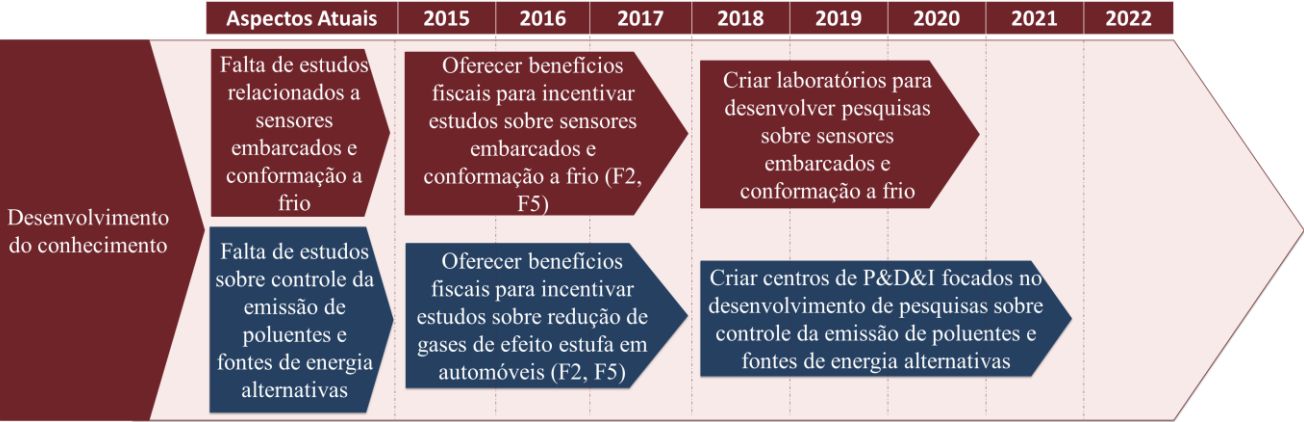 Aspectos Atuais 2015 2016 2017 2018 2019 2020 2021 2022
Desenvolvimento
do conhecimento
Falta de estudos
relacionados a
sensores
embarcados e
conformação a
frio
Oferecer benefícios
fiscais para incentivar
estudos sobre sensores
embarcados e
conformação a frio (F2,
F5)
Criar laboratórios para
desenvolver pesquisas
sobre sensores
embarcados e
conformação a frio
Falta de estudos
sobre controle da
emissão de
poluentes e
fontes de energia
alternativas
Oferecer benefícios
fiscais para incentivar
estudos sobre redução de
gases de efeito estufa em
automóveis (F2, F5)
Criar centros de P&D&I focados no
desenvolvimento de pesquisas sobre
controle da emissão de poluentes e
fontes de energia alternativas